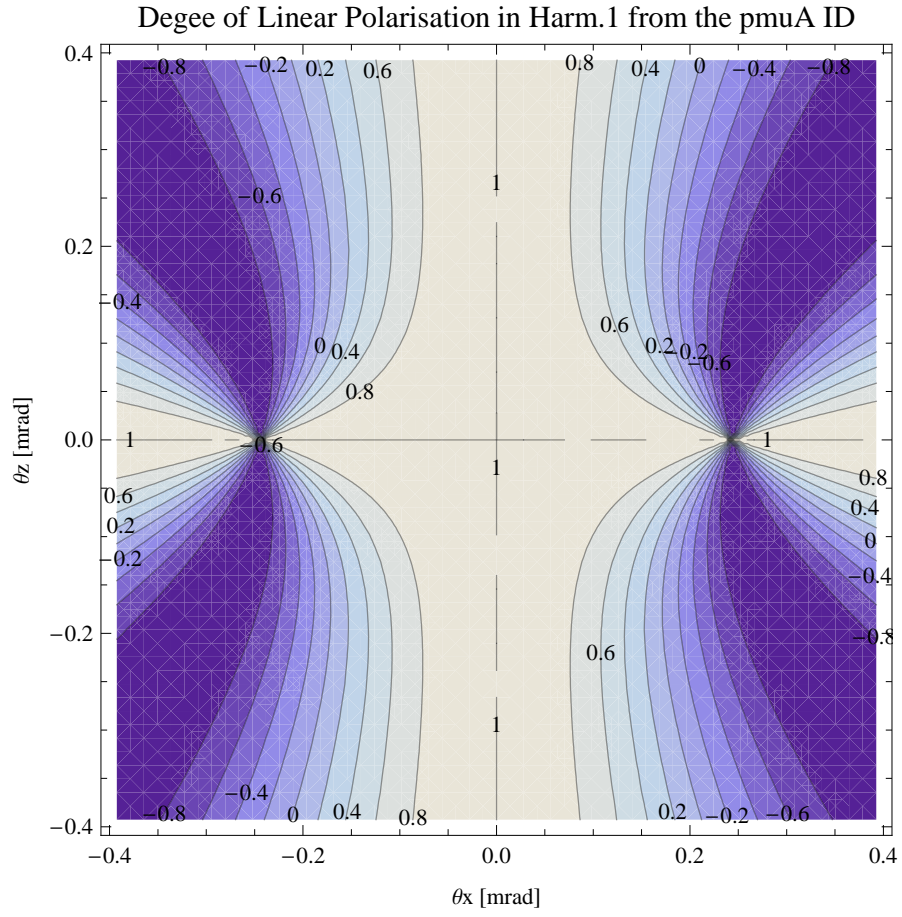 Degee of Linear Polarisation in Harm.1 from the pmuA ID
0.4
−0.8 −0.2 0.2 0.6 0.8 0.4 0 −0.4 −0.8
1
−0.6
0.2
−0.4
0.6
0 0.4 0.2 −0.2 −0.6
0.8
0.0
1 −0.6 1
1
θz [mrad]
0.8
0.6 0.4
0.2 0
−0.2 −0.4
−0.2 −0.8
0.6
1
−0.4
−0.8 0 0.4 0.8 0.2 −0.2 −0.6
−0.4
−0.4 −0.2 0.0 0.2 0.4
θx [mrad]